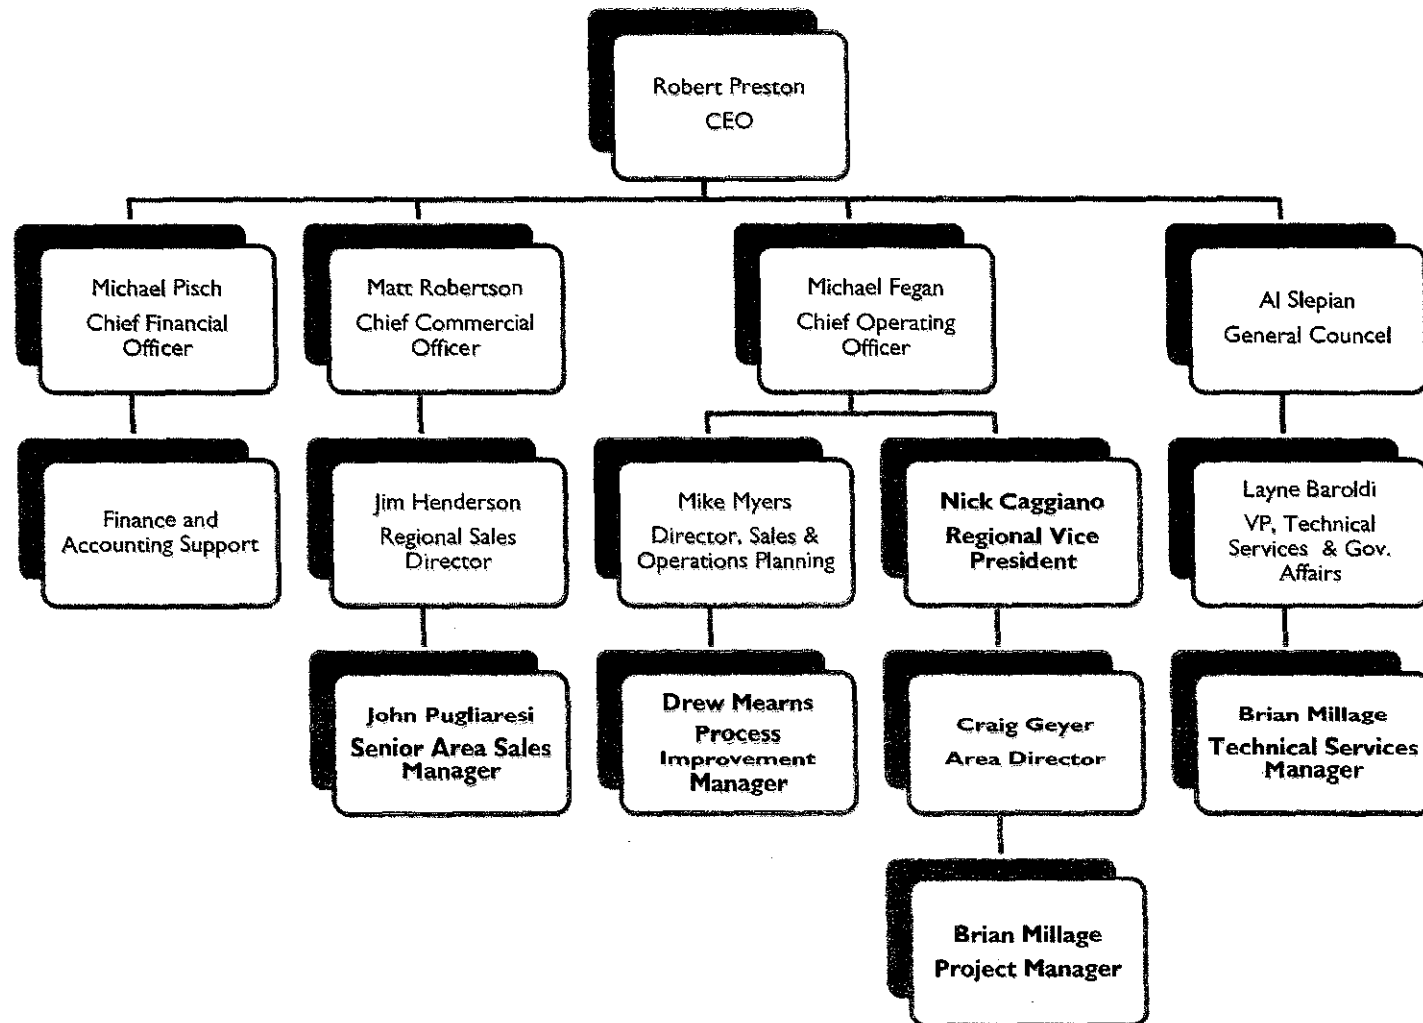 Robert Preston
CEO
Michael Pisch
Chief Financial
Officer
Matt Robertson
Chief Commercial
Officer
Michael Fegan
Chief Operating
Officer
Al Slepian
General Councel
Finance and
Accounting Support
Jim Henderson
Regional Sales
Director
Mike Myers
Director, Sales &
Operations Planning
Nick Caggiano
Regional Vice
President
Layne Baroldi
VP, Technical
Services & Gov.
Affairs
John Pugliaresi
Senior Area Sales
Manager
Drew Mearns
Process
Improvement
Manager
Craig Geyer
Area Director
Brian Millage
Technical Services
Manager
Brian Millage
Project Manager